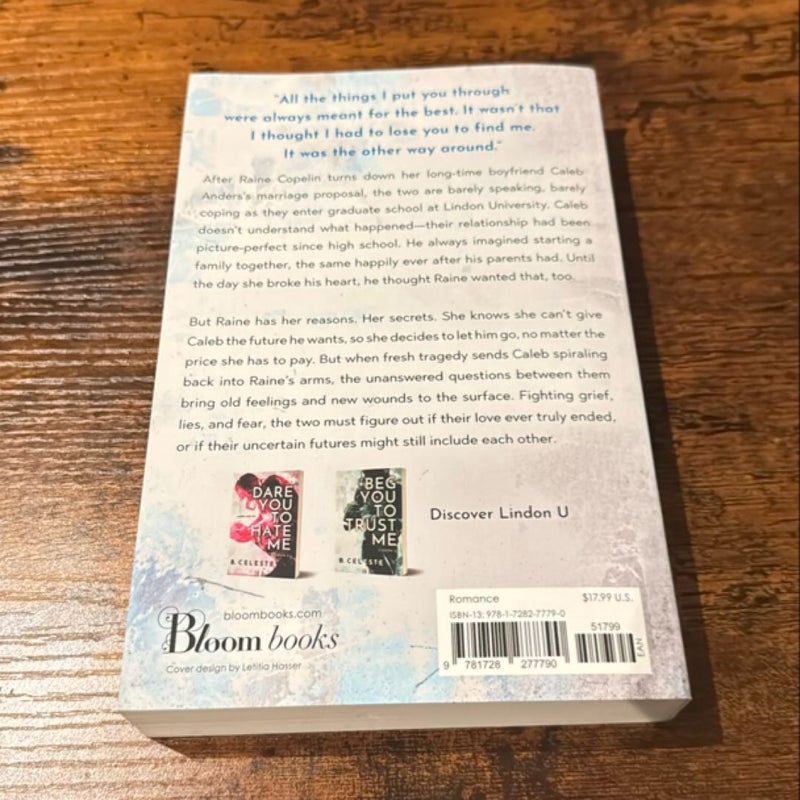 "All the things I put you through
were always meant for the best. It wasn't that
I thought I had to lose you to find me.
It was the other way around."
After Raine Copelin turns down her long-time boyfriend Caleb
Anders's marriage proposal, the two are barely speaking, barely
coping as they enter graduate school at Lindon University. Caleb
doesn't understand what happened—their relationship had been
picture-perfect since high school. He always imagined starting a
family together, the same happily ever after his parents had. Until
the day she broke his heart, he thought Raine wanted that, too.
But Raine has her reasons. Her secrets. She knows she can't give
Caleb the future he wants, so she decides to let him go, no matter the
price she has to pay. But when fresh tragedy sends Caleb spiraling
back into Raine's arms, the unanswered questions between them
bring old feelings and new wounds to the surface. Fighting grief,
lies, and fear, the two must figure out if their love ever truly ended,
or if their uncertain futures might still include each other.
DARE
YOU
TO
HATE
ME
B. CELESTE
BEG
YOU
TO
TRUST
ME
B. CELESTE
Discover Lindon U
bloombooks.com
Bloom books
Cover design by Letitia Hasser
Romance $17.99 U.S.
ISBN-13: 978-1-7282-7779-0
51799
9 781728 277790
EAN